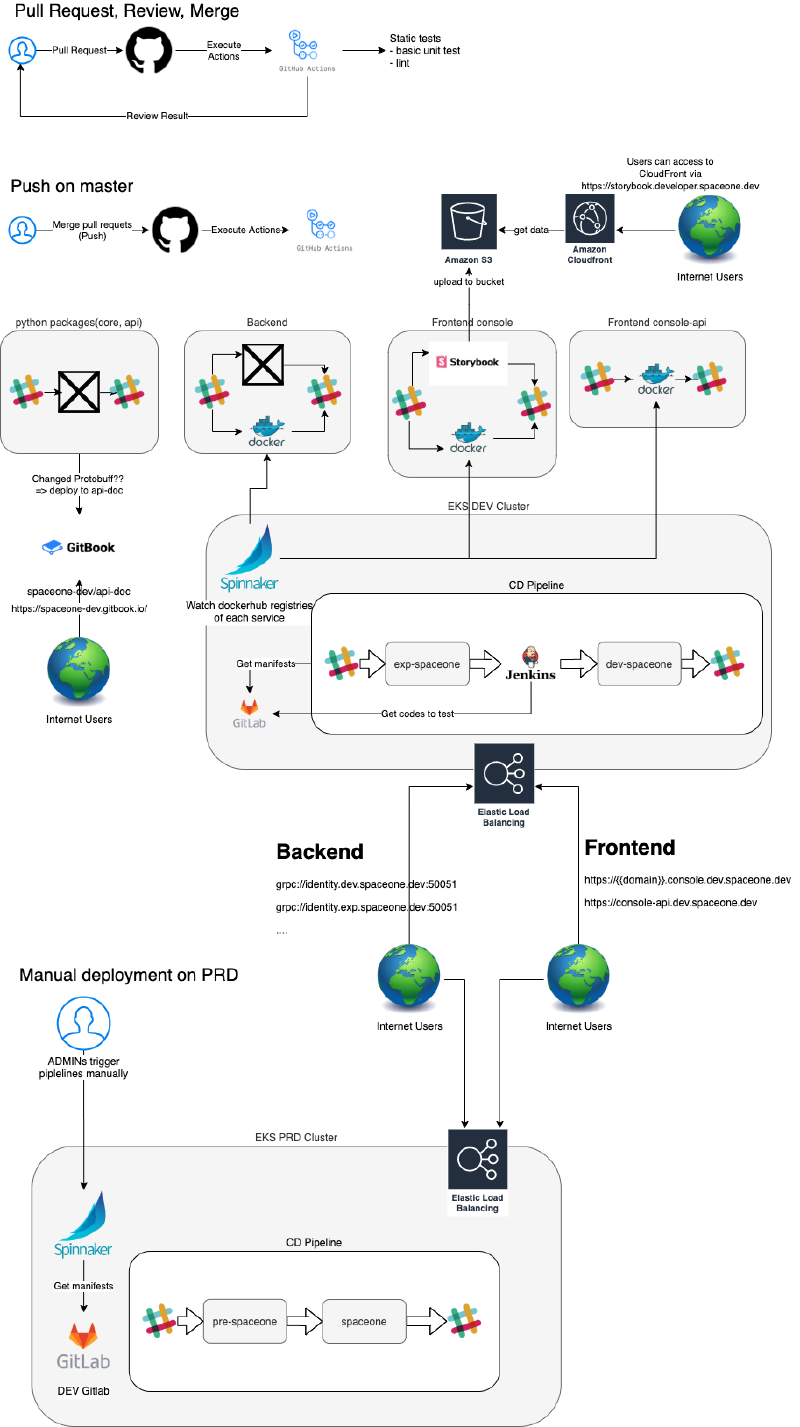 Pull Request, Review, Merge
Pull Request
Execute
Actions
GitHub Actions
Static tests
- basic unit test
- lint
Review Result
Push on master
Merge pull requets
(Push)
Execute Actions
GitHub Actions
Amazon S3
get data
Amazon
Cloudfront
Users can access to
CloudFront via
https://storybook.developer.spaceone.dev
Internet Users
upload to bucket
python packages(core, api)
Backend
docker
Frontend console
Storybook
docker
Frontend console-api
docker
Changed Protobuff??
=> deploy to api-doc
GitBook
spaceone-dev/api-doc
https://spaceone-dev.gitbook.io/
Internet Users
EKS DEV Cluster
Spinnaker
Watch dockerhub registries
of each service
CD Pipeline
Get manifests
GitLab
exp-spaceone
Jenkins
dev-spaceone
Get codes to test
Elastic Load
Balancing
Backend
grpc://identity.dev.spaceone.dev:50051
grpc://identity.exp.spaceone.dev:50051
....
Frontend
https://{{domain}}.console.dev.spaceone.dev
https://console-api.dev.spaceone.dev
Internet Users
Internet Users
Manual deployment on PRD
ADMINs trigger
piplelines manually
EKS PRD Cluster
Elastic Load
Balancing
Spinnaker
Get manifests
GitLab
DEV Gitlab
CD Pipeline
pre-spaceone
spaceone